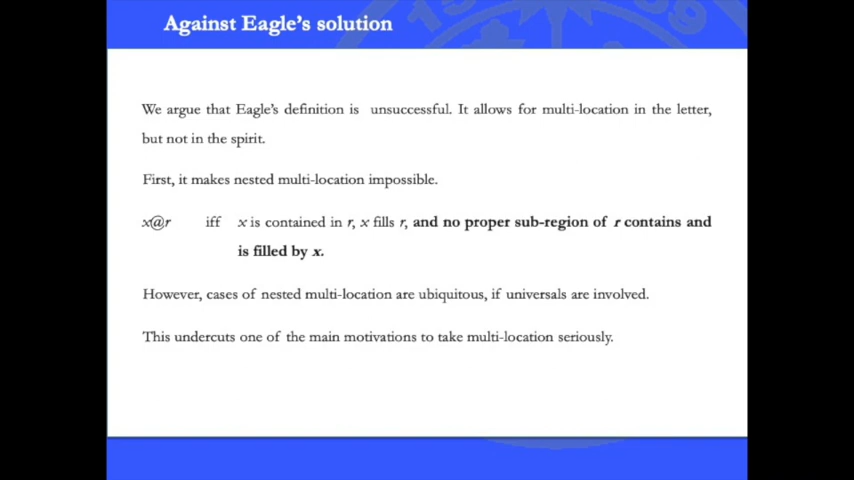 Against Eagle's solution
We argue that Eagle's definition is unsuccessful. It allows for multi-location in the letter,
but not in the spirit.
First, it makes nested multi-location impossible.
x@r iff x is contained in r, x fills r, and no proper sub-region of r contains and
is filled by x.
However, cases of nested multi-location are ubiquitous, if universals are involved.
This undercuts one of the main motivations to take multi-location seriously.